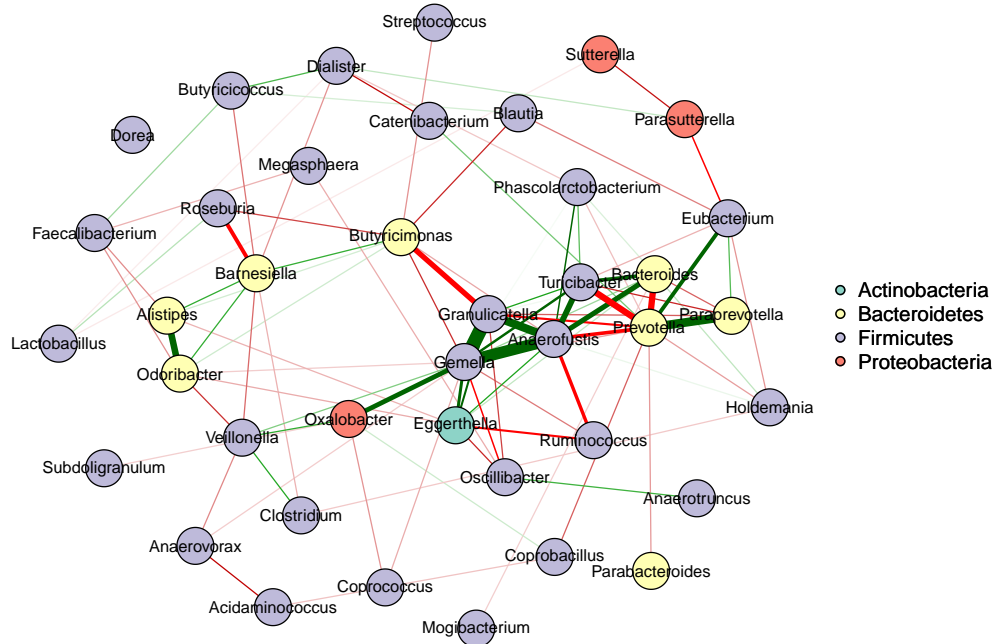 Streptococcus
Sutterella
Dialister
Butyricicoccus
Blautia
Catenibacterium
Parasutterella
Dorea
Megasphaera
Phascolarctobacterium
Roseburia
Eubacterium
Faecalibacterium
Butyricimonas
Barnesiella
Bacteroides
Turicibacter
Actinobacteria
Alistipes
Granulicatella
Paraprevotella
Bacteroidetes
Prevotella
Anaerofustis
Firmicutes
Lactobacillus
Gemella
Proteobacteria
Odoribacter
Holdemania
Oxalobacter
Eggerthella
Veillonella
Ruminococcus
Subdoligranulum
Oscillibacter
Anaerotruncus
Clostridium
Anaerovorax
Coprobacillus
Parabacteroides
Coprococcus
Acidaminococcus
Mogibacterium